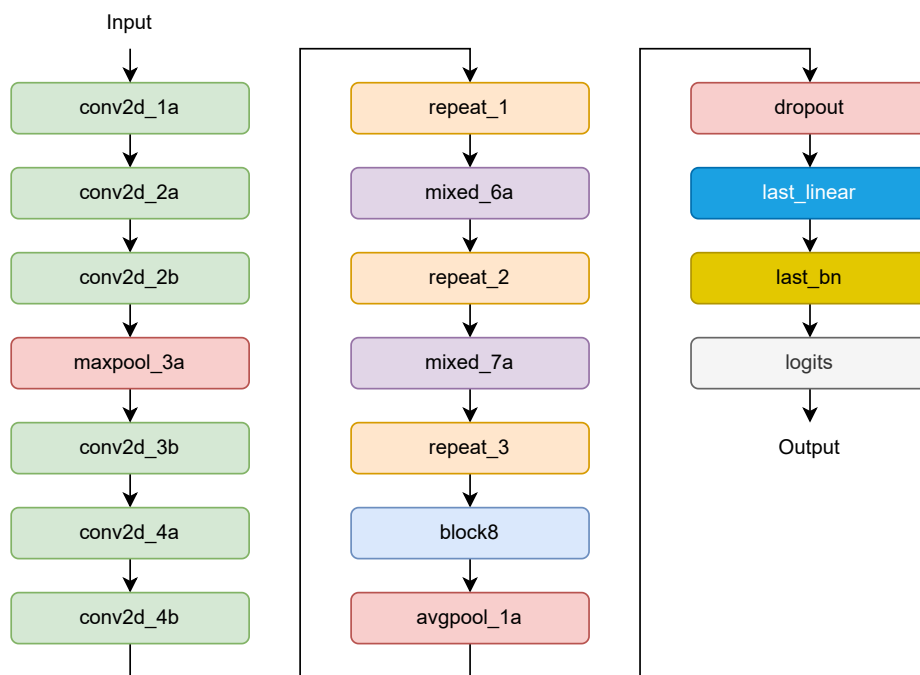 Input
conv2d_1a
conv2d_2a
conv2d_2b
maxpool_3a
conv2d_3b
conv2d_4a
conv2d_4b
repeat_1
mixed_6a
repeat_2
mixed_7a
repeat_3
block8
avgpool_1a
dropout
last_linear
last_bn
logits
Output